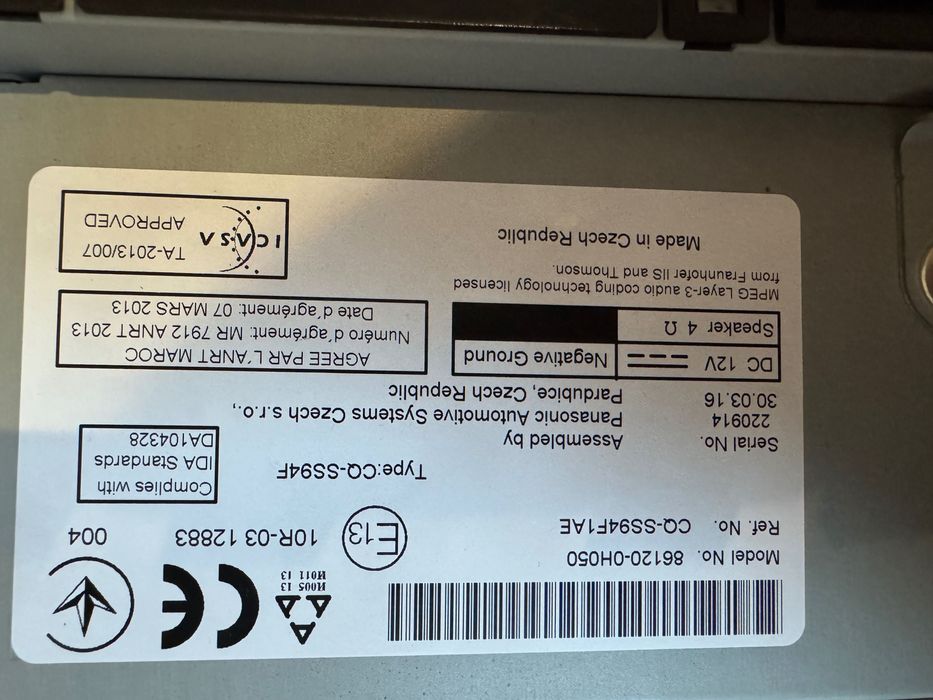 Model No. 86120-0H050
Ref. No. CQ-SS94F1AE
И005 13
И011 13
E13
10R-03 12883
004
Type:CQ-SS94F
Complies with
IDA Standards
DA104328
Serial No.
220914
30.03.16
Assembled by
Panasonic Automotive Systems Czech s.r.o.,
Pardubice, Czech Republic
DC 12V
Negative Ground
Speaker 4 Ω
AGREE PAR L´ANRT MAROC
Numéro d´agrément: MR 7912 ANRT 2013
Date d´agrément: 07 MARS 2013
MPEG Layer-3 audio coding technology licensed
from Fraunhofer IIS and Thomson.
Made in Czech Republic
ICASA
TA-2013/007
APPROVED